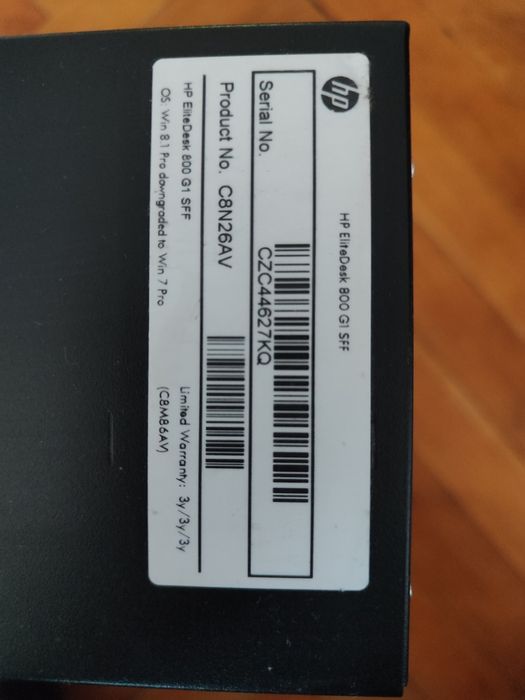 hp
HP EliteDesk 800 G1 SFF
Serial No.
CZC44627KQ
Product No. C8N26AV
HP EliteDesk 800 G1 SFF Limited Warranty: 3y/3y/3y
OS: Win 8.1 Pro downgraded to Win 7 Pro (C8M86AV)